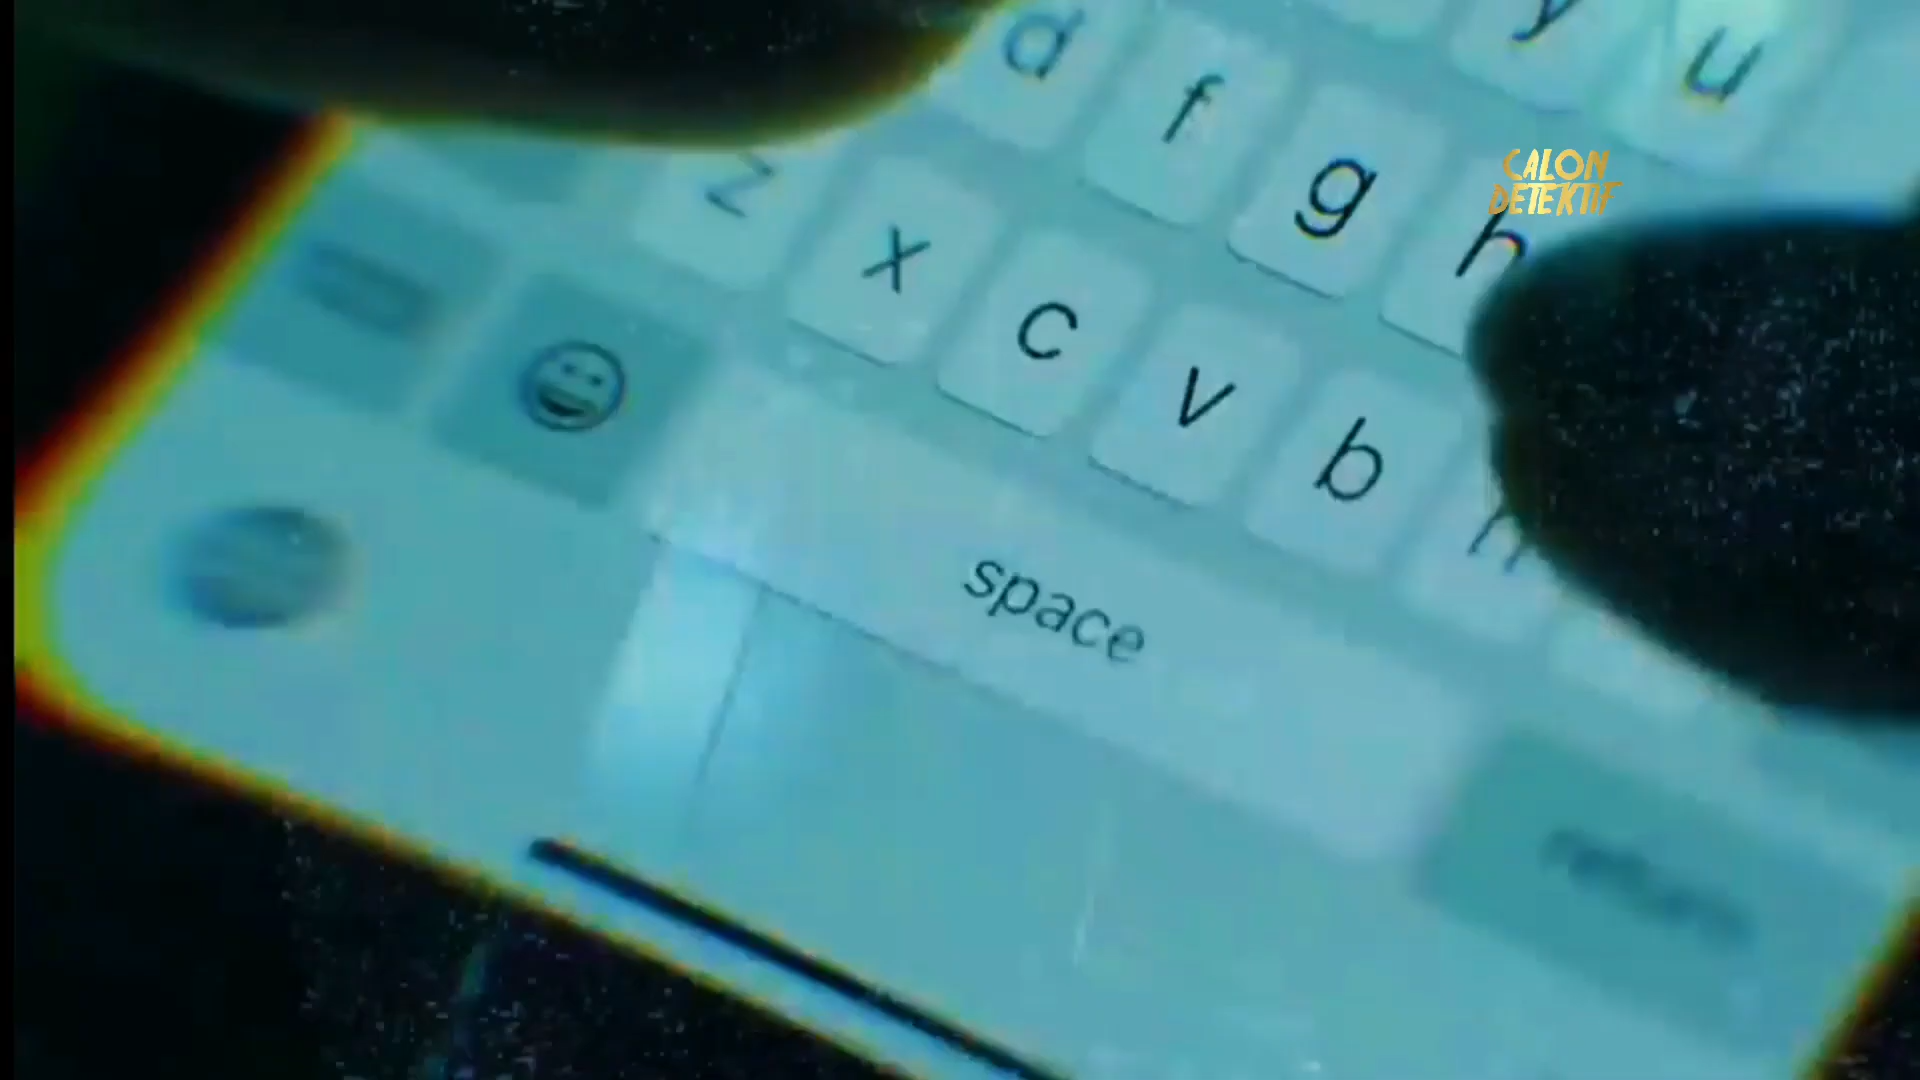 y u
d f g h
CALON
DETEKTIF
z x c v b n
space